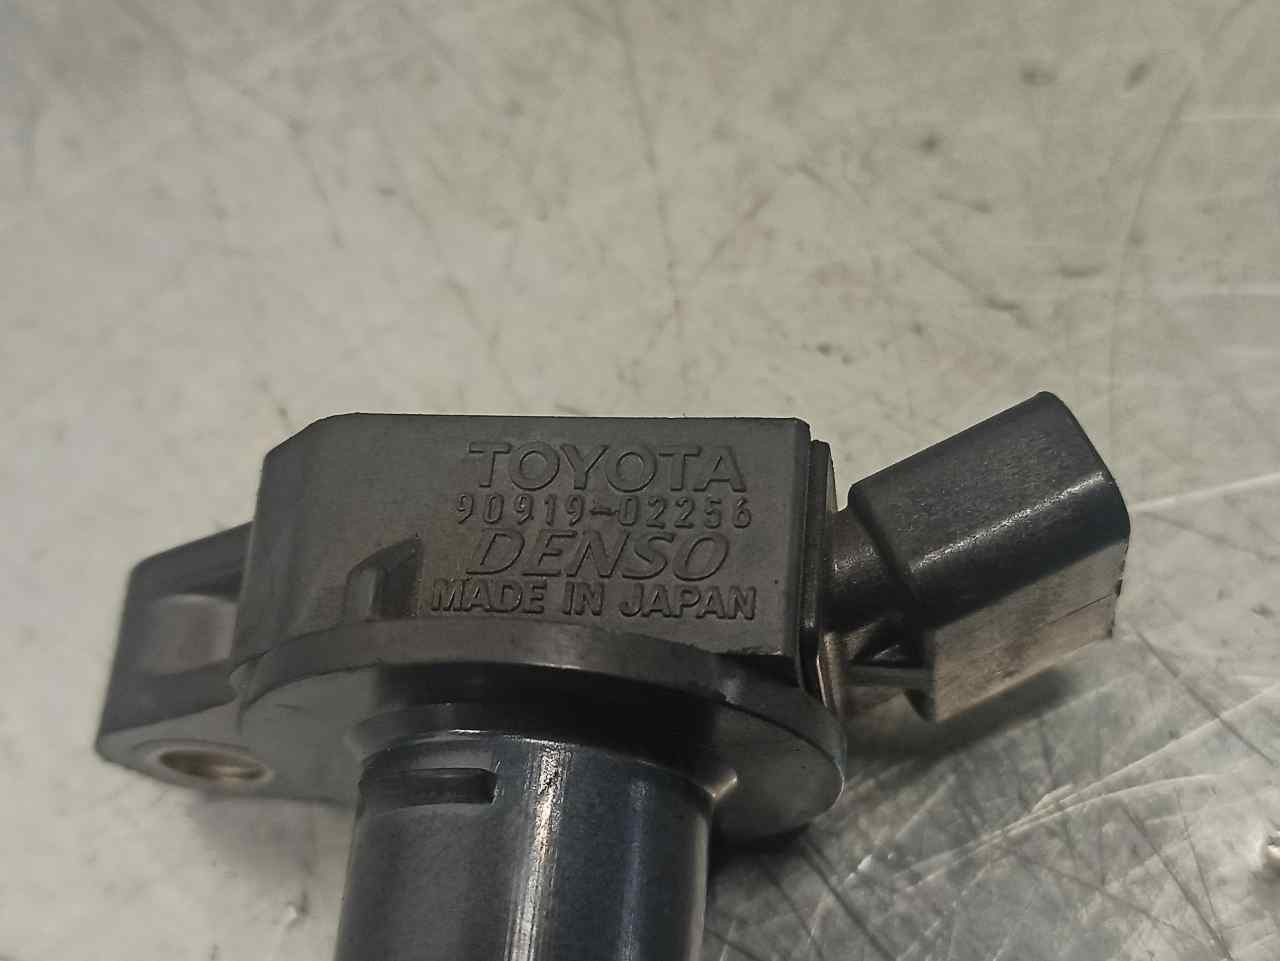 TOYOTA
90919-02256
DENSO
MADE IN JAPAN